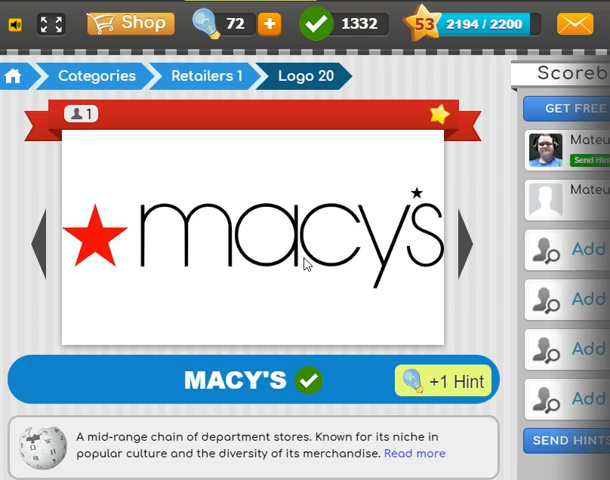 Shop 72 + 1332 53 2194 / 2200
Categories Retailers 1 Logo 20
Scoreb
1
GET FREE
macy's
Mateu
Send Hin
Mateu
Add
Add
Add
Add
MACY'S +1 Hint
SEND HINTS
A mid-range chain of department stores. Known for its niche in
popular culture and the diversity of its merchandise. Read more